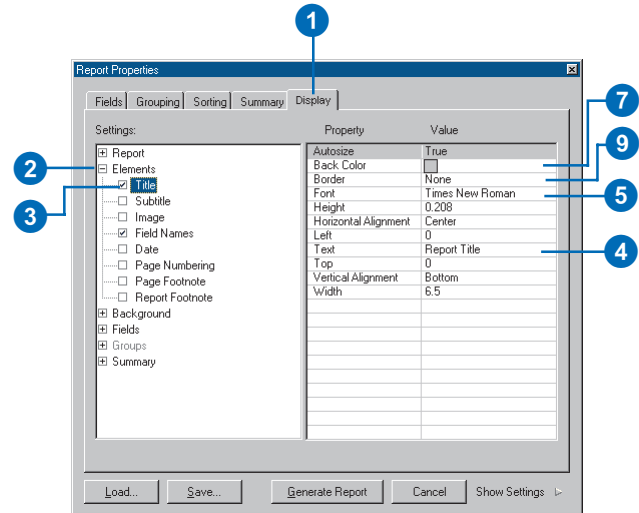 1
Report Properties
Fields Grouping Sorting Summary Display
Settings:
Property Value
Report
Elements
Title
Subtitle
Image
Field Names
Date
Page Numbering
Page Footnote
Report Footnote
Background
Fields
Groups
Summary
Autosize True
Back Color
Border None
Font Times New Roman
Height 0.208
Horizontal Alignment Center
Left 0
Text Report Title
Top 0
Vertical Alignment Bottom
Width 6.5
2
3
7
9
5
4
Load... Save... Generate Report Cancel Show Settings